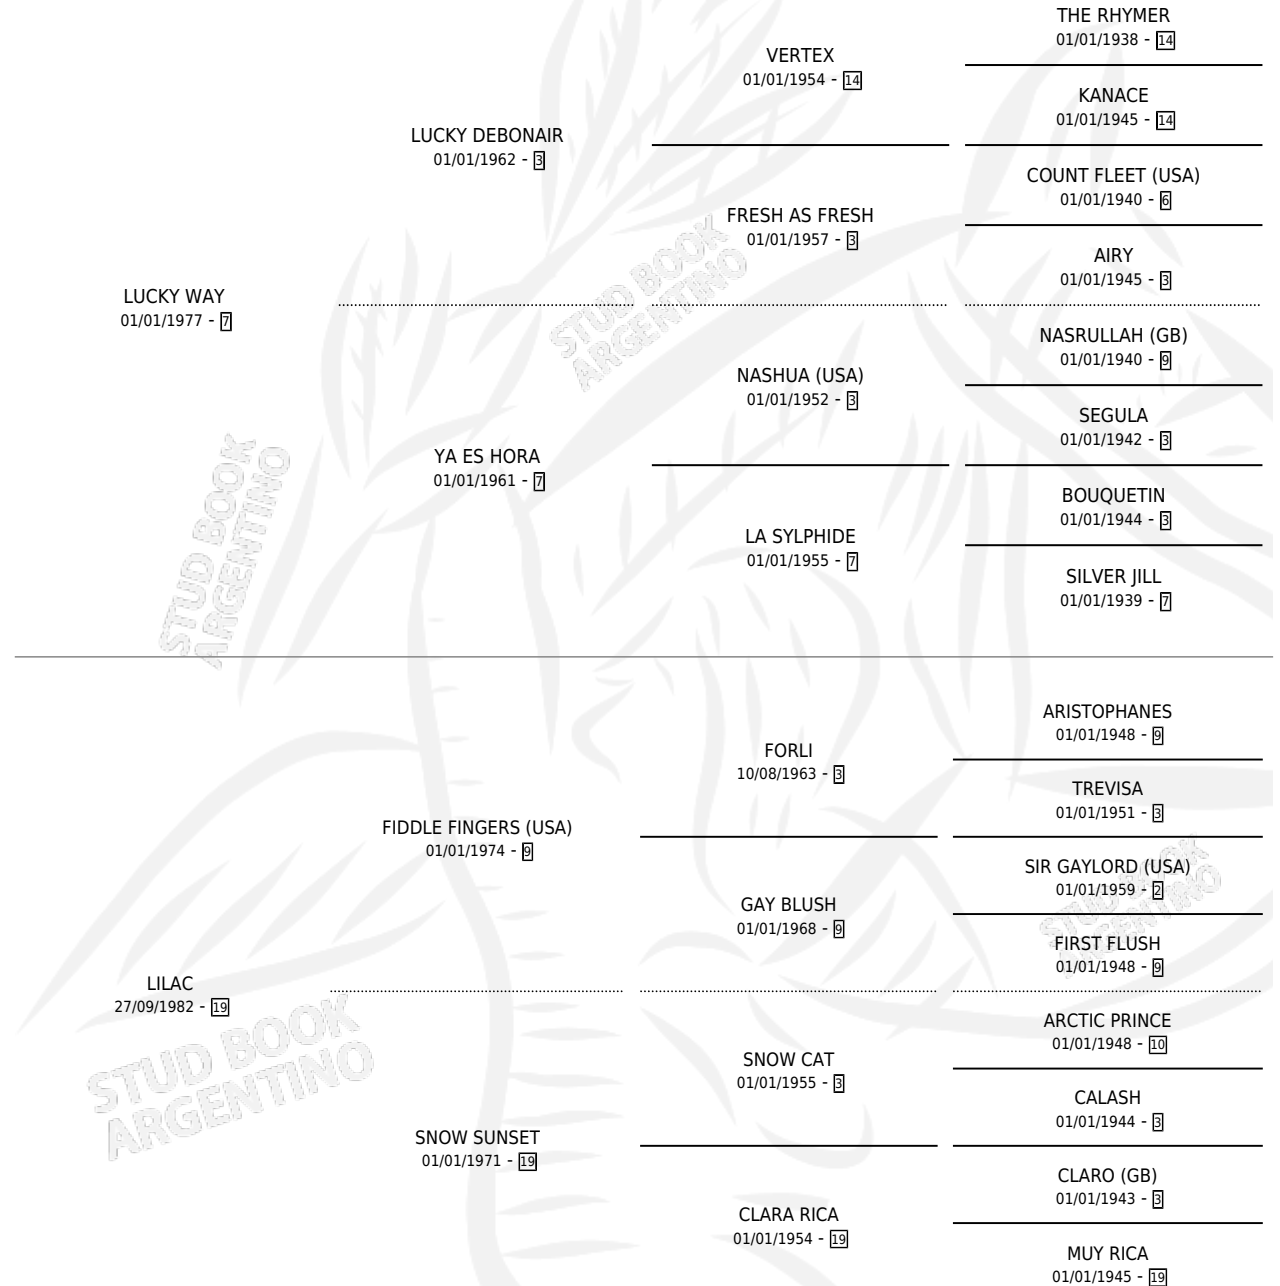 THE RHYMER
01/01/1938 - 14
VERTEX
01/01/1954 - 14
KANACE
01/01/1945 - 14
LUCKY DEBONAIR
01/01/1962 - 3
COUNT FLEET (USA)
01/01/1940 - 6
FRESH AS FRESH
01/01/1957 - 3
AIRY
01/01/1945 - 3
LUCKY WAY
01/01/1977 - 7
NASRULLAH (GB)
01/01/1940 - 9
NASHUA (USA)
01/01/1952 - 3
SEGULA
01/01/1942 - 3
YA ES HORA
01/01/1961 - 7
BOUQUETIN
01/01/1944 - 3
LA SYLPHIDE
01/01/1955 - 7
SILVER JILL
01/01/1939 - 7
ARISTOPHANES
01/01/1948 - 9
FORLI
10/08/1963 - 3
TREVISA
01/01/1951 - 3
FIDDLE FINGERS (USA)
01/01/1974 - 9
SIR GAYLORD (USA)
01/01/1959 - 2
GAY BLUSH
01/01/1968 - 9
FIRST FLUSH
01/01/1948 - 9
LILAC
27/09/1982 - 19
ARCTIC PRINCE
01/01/1948 - 10
SNOW CAT
01/01/1955 - 3
CALASH
01/01/1944 - 3
SNOW SUNSET
01/01/1971 - 19
CLARO (GB)
01/01/1943 - 3
CLARA RICA
01/01/1954 - 19
MUY RICA
01/01/1945 - 19
STUD BOOK
ARGENTINO
STUD BOOK
ARGENTINO
STUD BOOK
ARGENTINO
STUD BOOK
ARGENTINO